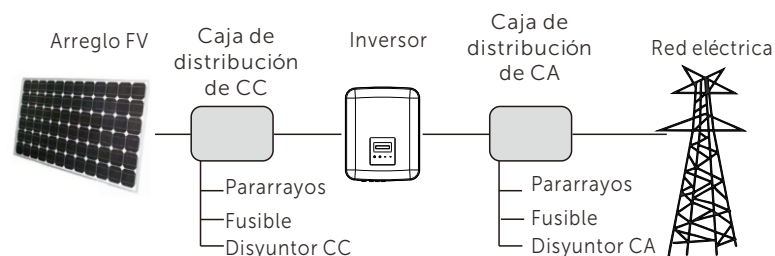 Arreglo FV
Caja de
distribución
de CC
Inversor
Caja de
distribución
de CA
Red eléctrica
Pararrayos
Fusible
Disyuntor CC
Pararrayos
Fusible
Disyuntor CA